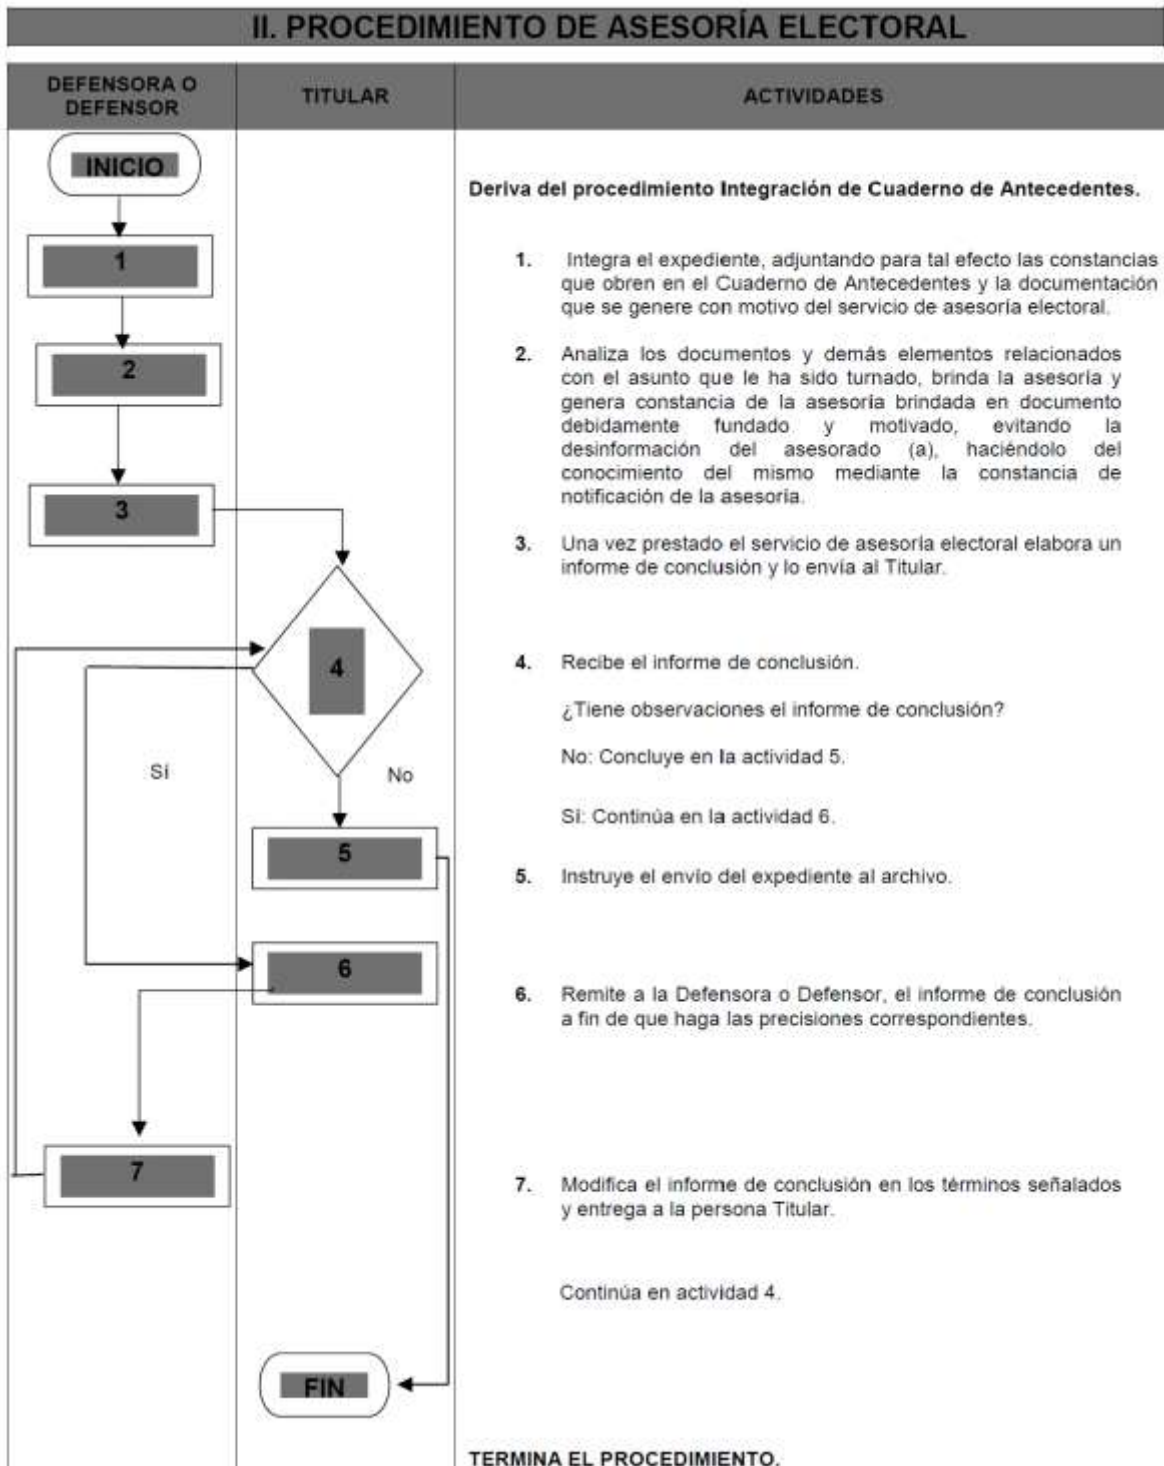 II. PROCEDIMIENTO DE ASESORÍA ELECTORAL
DEFENSORA O
DEFENSOR
TITULAR
ACTIVIDADES
INICIO
1
2
3
4
Sí
No
5
6
7
FIN
Deriva del procedimiento Integración de Cuaderno de Antecedentes.
1. Integra el expediente, adjuntando para tal efecto las constancias
que obren en el Cuaderno de Antecedentes y la documentación
que se genere con motivo del servicio de asesoría electoral.
2. Analiza los documentos y demás elementos relacionados
con el asunto que le ha sido turnado, brinda la asesoría y
genera constancia de la asesoría brindada en documento
debidamente fundado y motivado, evitando la
desinformación del asesorado (a), haciéndolo del
conocimiento del mismo mediante la constancia de
notificación de la asesoría.
3. Una vez prestado el servicio de asesoría electoral elabora un
informe de conclusión y lo envía al Titular.
4. Recibe el informe de conclusión.
¿Tiene observaciones el informe de conclusión?
No: Concluye en la actividad 5.
Sí: Continúa en la actividad 6.
5. Instruye el envío del expediente al archivo.
6. Remite a la Defensora o Defensor, el informe de conclusión
a fin de que haga las precisiones correspondientes.
7. Modifica el informe de conclusión en los términos señalados
y entrega a la persona Titular.
Continúa en actividad 4.
TERMINA EL PROCEDIMIENTO.